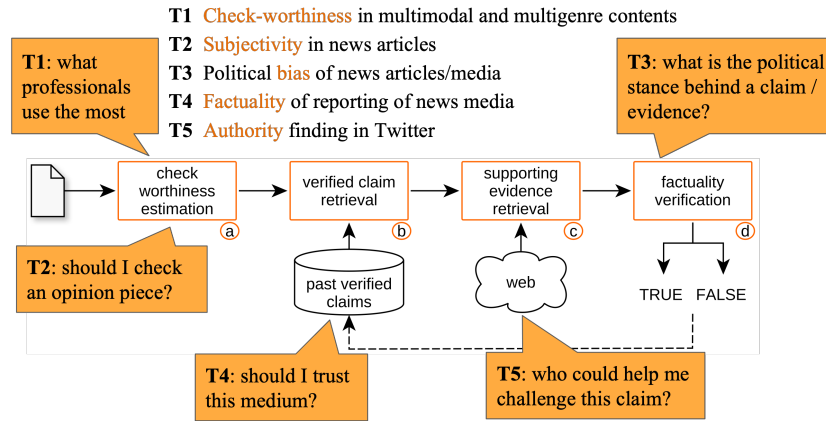 T1 Check-worthiness in multimodal and multigenre contents
T2 Subjectivity in news articles
T3 Political bias of news articles/media
T4 Factuality of reporting of news media
T5 Authority finding in Twitter
T1: what
professionals
use the most
T3: what is the political
stance behind a claim /
evidence?
check
worthiness
estimation
a
verified claim
retrieval
b
supporting
evidence
retrieval
c
factuality
verification
d
T2: should I check
an opinion piece?
past verified
claims
web
TRUE FALSE
T4: should I trust
this medium?
T5: who could help me
challenge this claim?